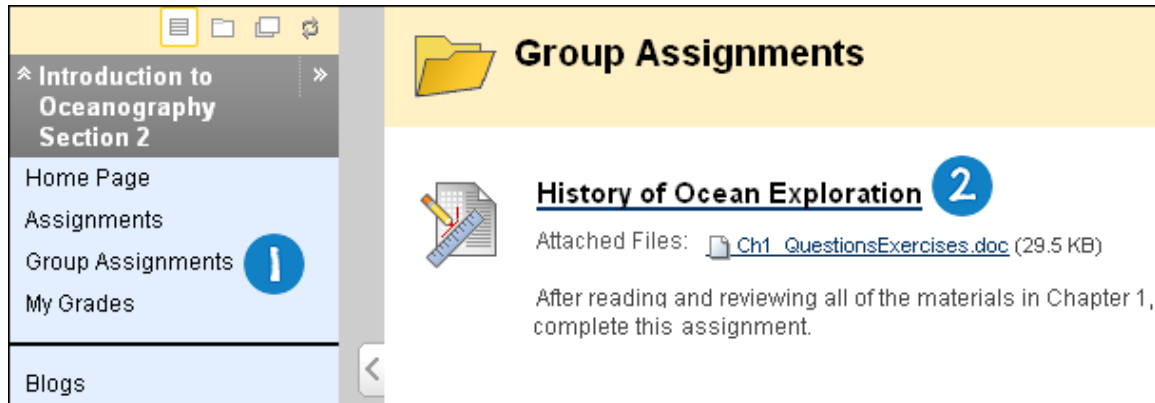 Introduction to
Oceanography
Section 2
Home Page
Assignments
Group Assignments 1
My Grades
Blogs
Group Assignments
History of Ocean Exploration 2
Attached Files: Ch1_QuestionsExercises.doc (29.5 KB)
After reading and reviewing all of the materials in Chapter 1,
complete this assignment.